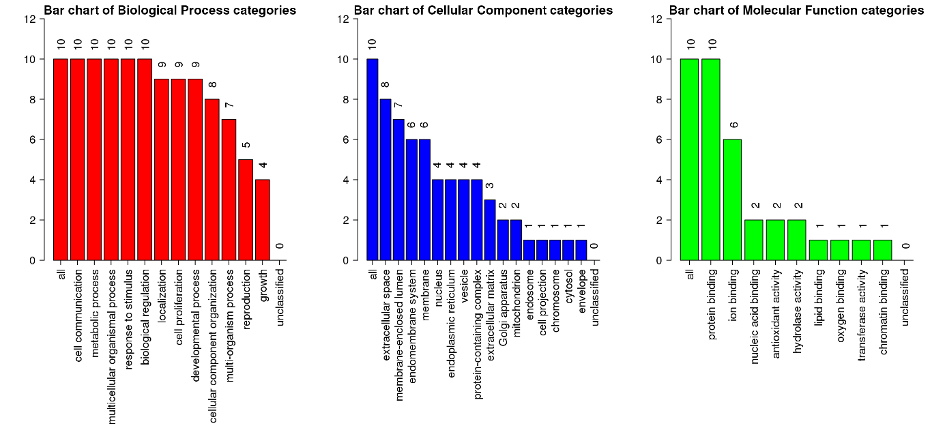 Bar chart of Biological Process categories
12
10
8
6
4
2
0
10
10
10
10
10
10
9
9
9
8
7
5
4
0
all
cell communication
metabolic process
multicellular organismal process
response to stimulus
biological regulation
localization
cell proliferation
developmental process
cellular component organization
multi-organism process
reproduction
growth
unclassified
Bar chart of Cellular Component categories
12
10
8
6
4
2
0
10
8
7
6
6
4
4
4
4
3
2
2
1
1
1
1
1
0
all
extracellular space
membrane-enclosed lumen
endomembrane system
membrane
nucleus
endoplasmic reticulum
vesicle
protein-containing complex
extracellular matrix
Golgi apparatus
mitochondrion
endosome
cell projection
chromosome
cytosol
envelope
unclassified
Bar chart of Molecular Function categories
12
10
8
6
4
2
0
10
10
6
2
2
2
1
1
1
1
0
all
protein binding
ion binding
nucleic acid binding
antioxidant activity
hydrolase activity
lipid binding
oxygen binding
transferase activity
chromatin binding
unclassified